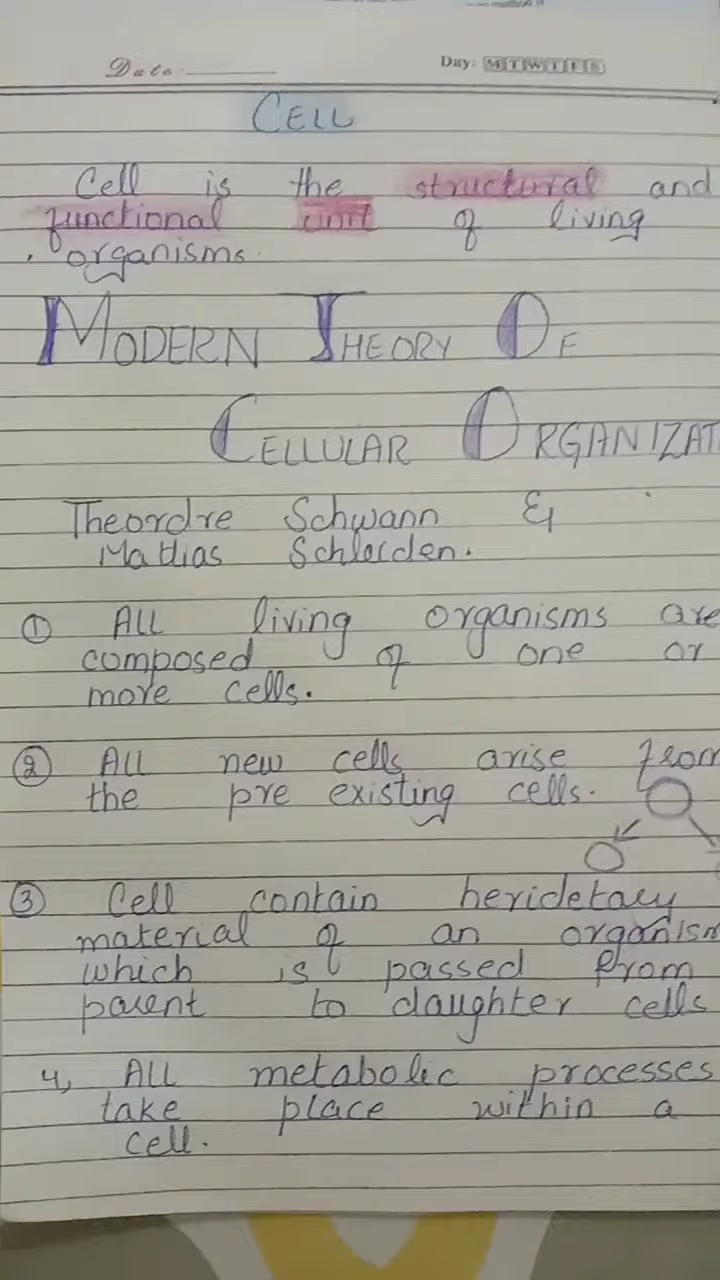 Date:
Day: M T W T F S
CELL
Cell is the structural and
functional unit of living
organisms.
MODERN THEORY OF
CELLULAR ORGANIZAT
Theordre Schwann &
Mattias Schleiden.
① All living organisms are
composed of one or
more cells.
② All new cells arise from
the pre existing cells.
③ Cell contain heridetacy
material of an organism
which is passed from
parent to daughter cells
4, All metabolic processes
take place within a
cell.